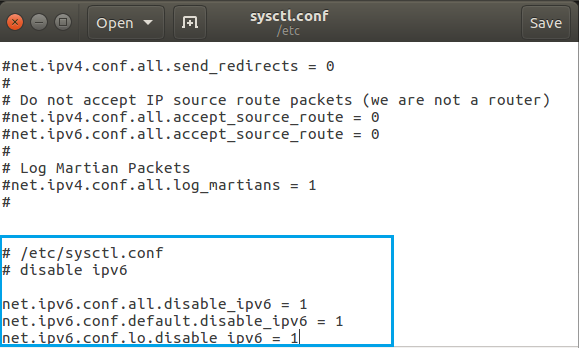 Open
sysctl.conf
/etc
Save
#net.ipv4.conf.all.send_redirects = 0
#
# Do not accept IP source route packets (we are not a router)
#net.ipv4.conf.all.accept_source_route = 0
#net.ipv6.conf.all.accept_source_route = 0
#
# Log Martian Packets
#net.ipv4.conf.all.log_martians = 1
#
# /etc/sysctl.conf
# disable ipv6
net.ipv6.conf.all.disable_ipv6 = 1
net.ipv6.conf.default.disable_ipv6 = 1
net.ipv6.conf.lo.disable_ipv6 = 1